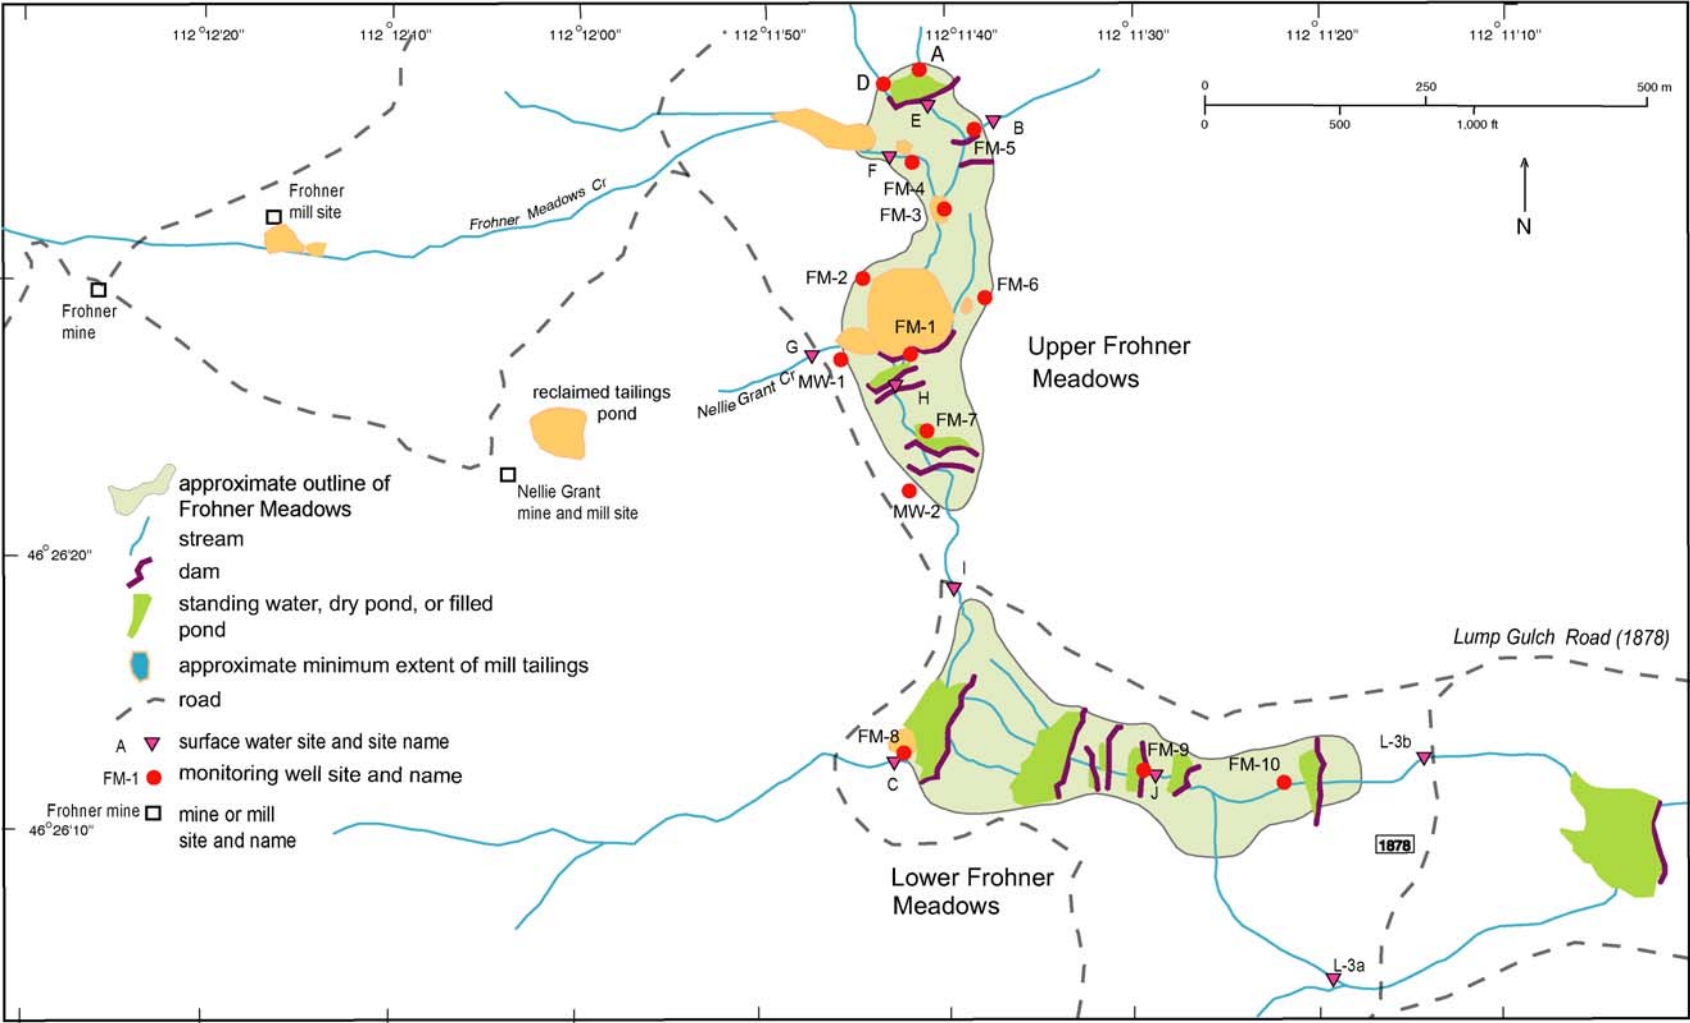 112°12'20"
112°12'10"
112°12'00"
112°11'50"
112°11'40"
112°11'30"
112°11'20"
112°11'10"
A
D
0 250 500 m
0 500 1,000 ft
E
B
FM-5
F
FM-4
Frohner
mill site
Frohner Meadows Cr
FM-3
N
FM-2
FM-6
Frohner
mine
FM-1
G
Upper Frohner
Meadows
MW-1
Nellie Grant Cr
reclaimed tailings
pond
H
FM-7
approximate outline of
Frohner Meadows
Nellie Grant
mine and mill site
MW-2
stream
46°26'20"
dam
I
standing water, dry pond, or filled
pond
Lump Gulch Road (1878)
approximate minimum extent of mill tailings
road
A surface water site and site name
FM-8
L-3b
FM-9
FM-10
FM-1 monitoring well site and name
C
J
Frohner mine mine or mill
site and name
46°26'10"
1878
Lower Frohner
Meadows
L-3a